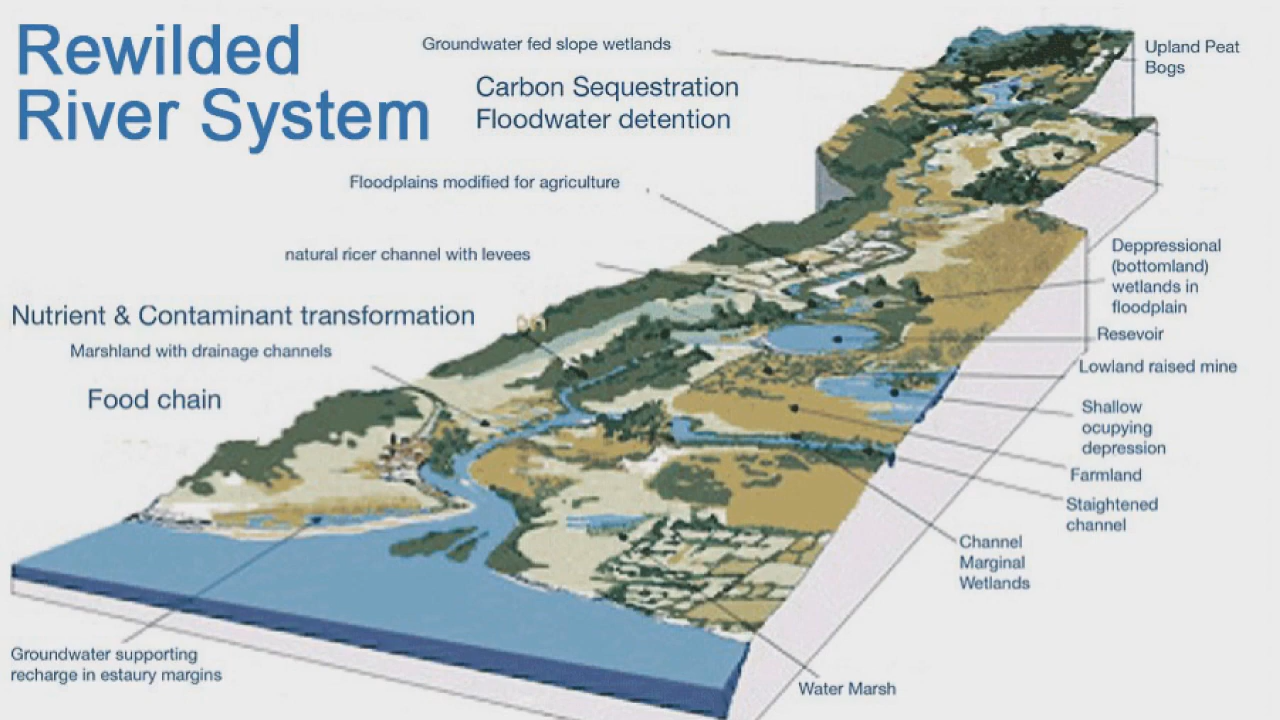 Rewilded
River System
Groundwater fed slope wetlands
Carbon Sequestration
Floodwater detention
Upland Peat
Bogs
Floodplains modified for agriculture
natural ricer channel with levees
Deppressional
(bottomland)
wetlands in
floodplain
Nutrient & Contaminant transformation
Resevoir
Marshland with drainage channels
Lowland raised mine
Food chain
Shallow
ocupying
depression
Farmland
Staightened
channel
Channel
Marginal
Wetlands
Groundwater supporting
recharge in estaury margins
Water Marsh